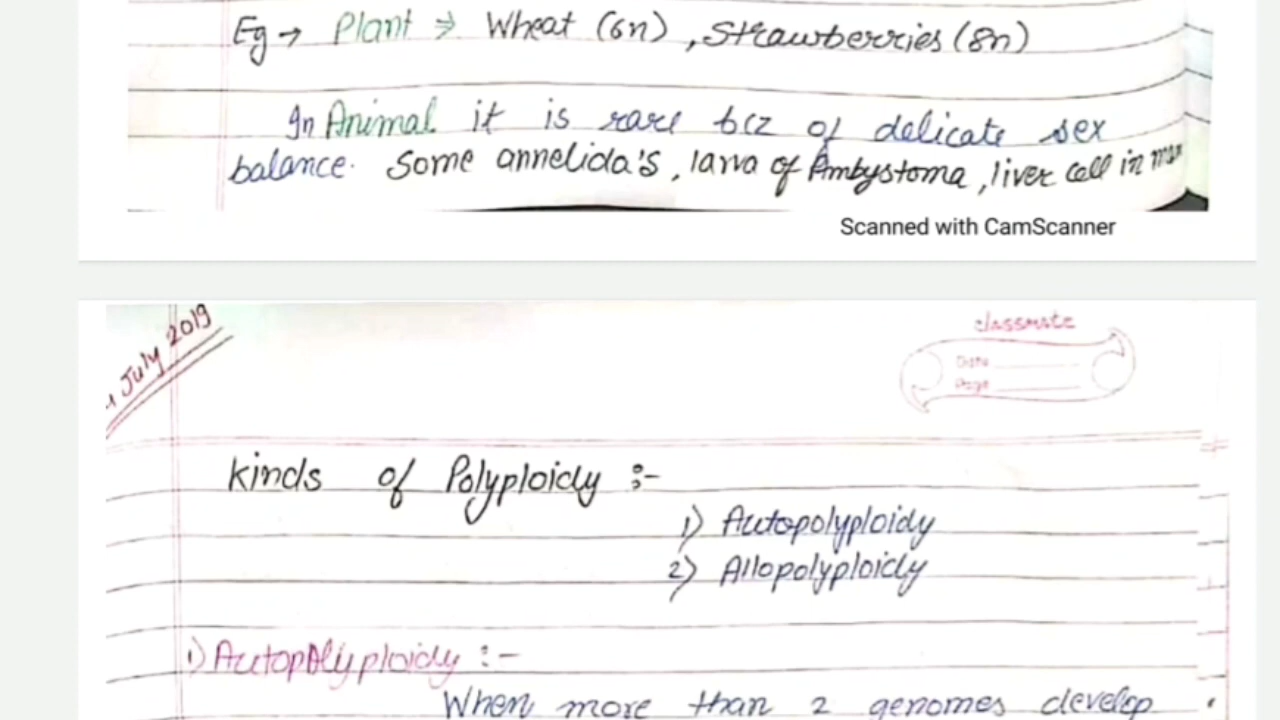 Eg → Plant ⇒ Wheat (6n), Strawberries (8n)
In Animal it is rare bcz of delicate sex
balance. Some annelida's, larva of Ambystoma, liver cell in man
Scanned with CamScanner
July 2019
classmate
Date
Page
kinds of Polyploidy :-
1) Autopolyploidy
2) Allopolyploidy
1) Autopolyploidy :-
When more than 2 genomes develop